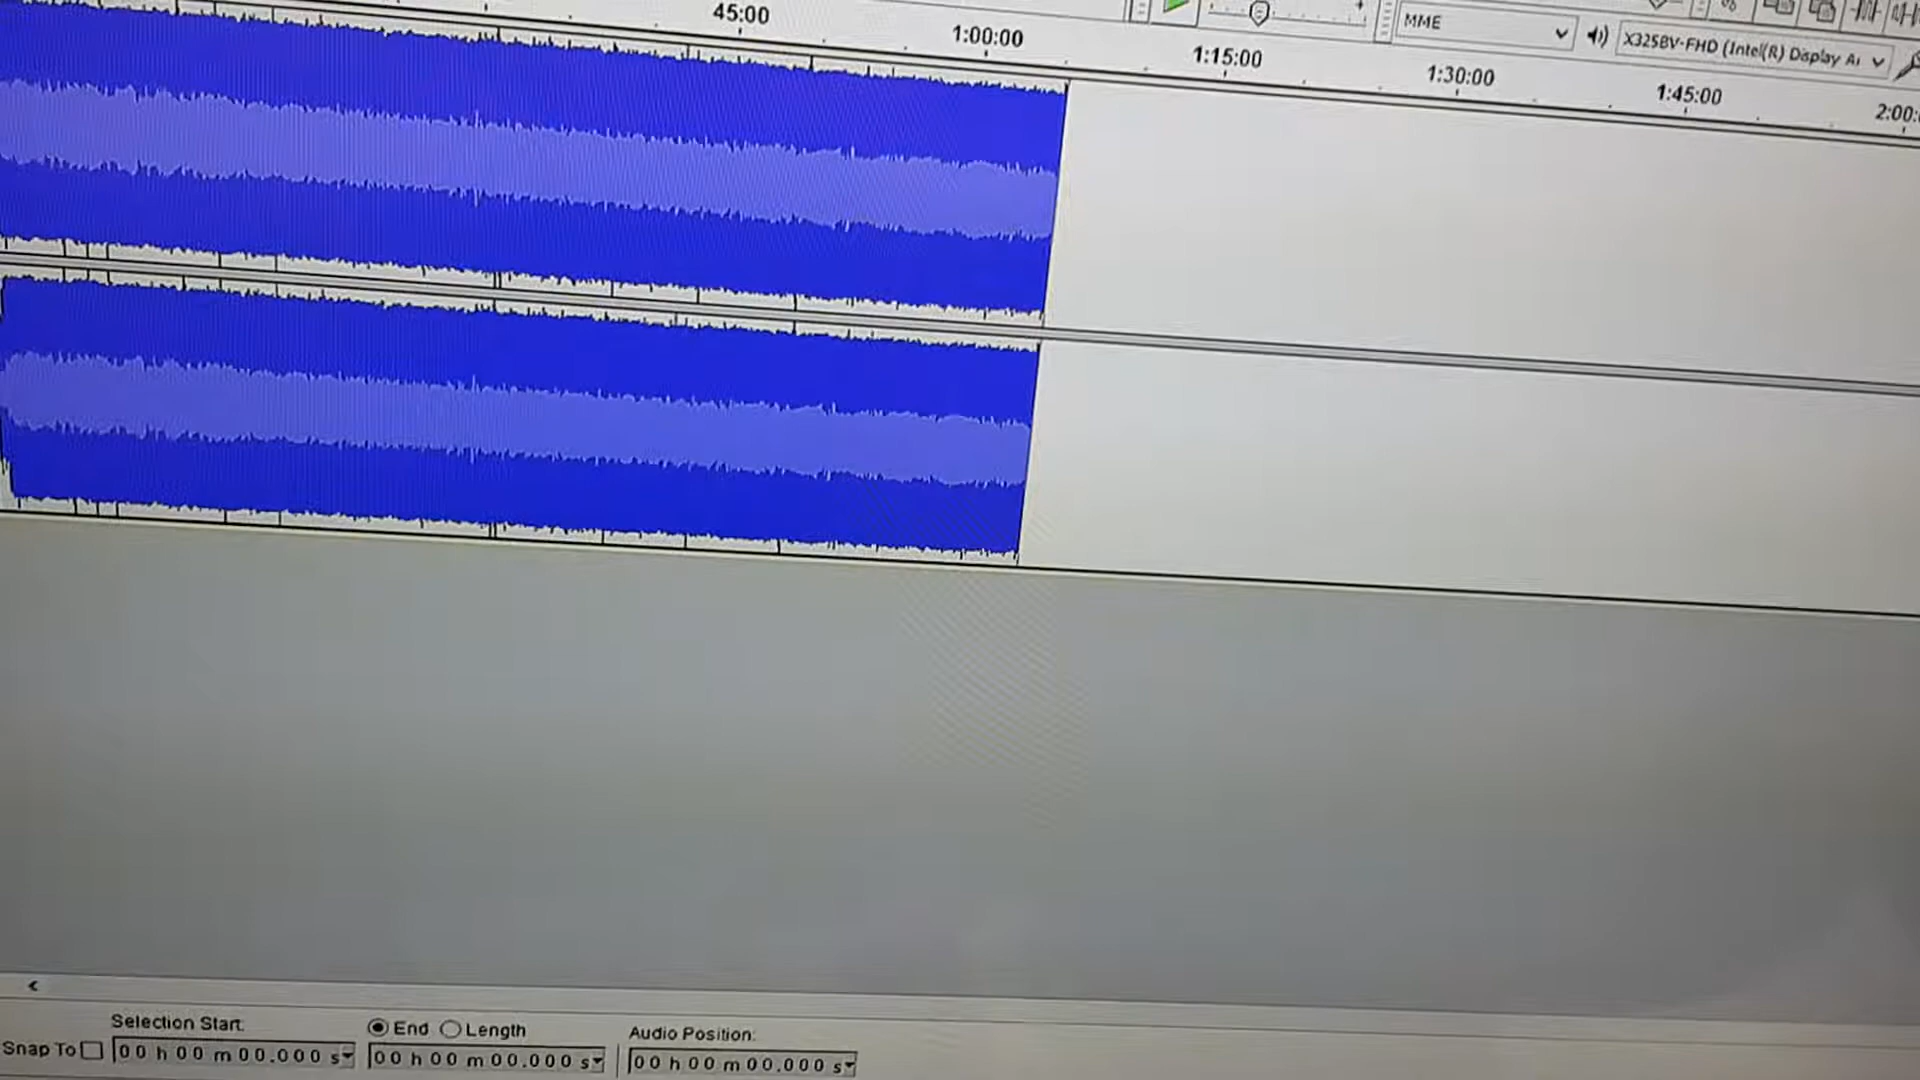 45:00 1:00:00 1:15:00 1:30:00 1:45:00 2:00:
MME
X325BV-FHD (Intel(R) Display Ai
Selection Start:
End Length
Audio Position:
Snap To
00 h 00 m 00.000 s
00 h 00 m 00.000 s
00 h 00 m 00.000 s